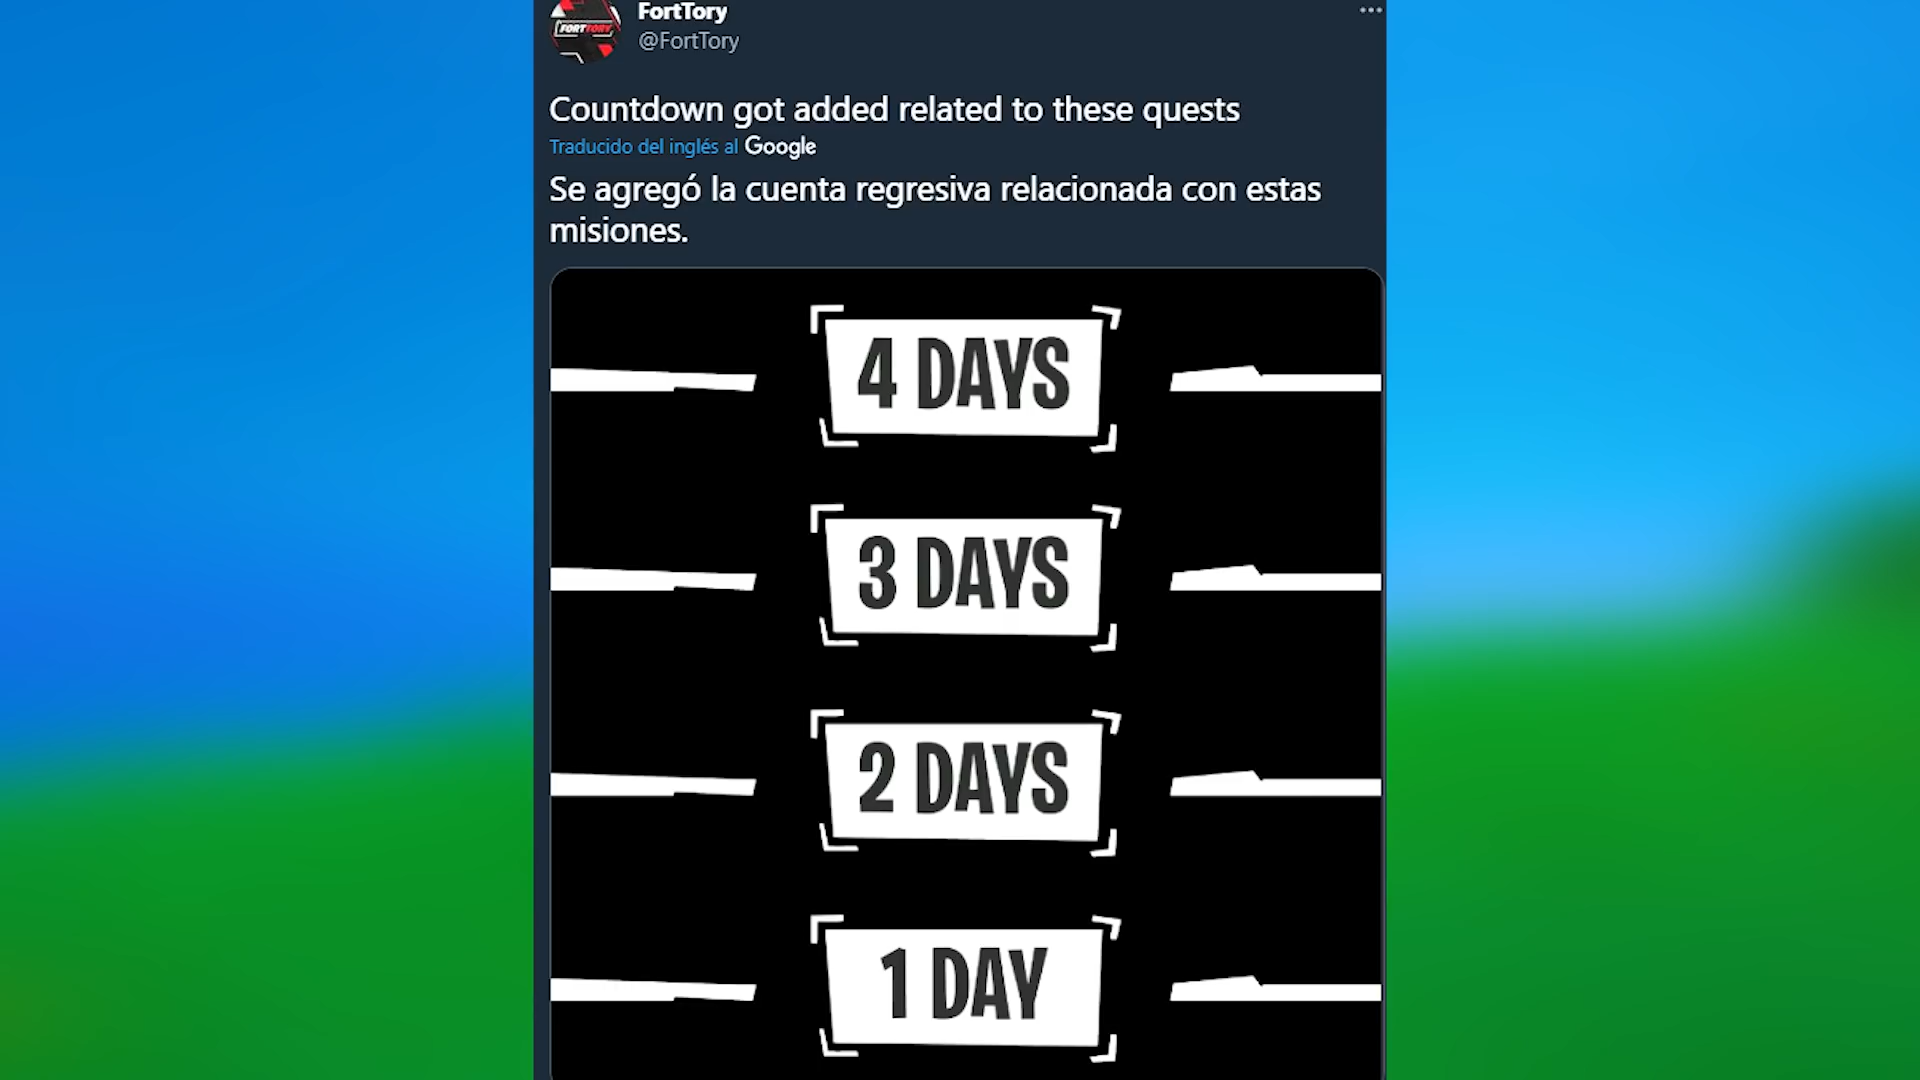 FortTory
@FortTory
FORTTORY
Countdown got added related to these quests
Traducido del inglés al Google
Se agregó la cuenta regresiva relacionada con estas
misiones.
4 DAYS
3 DAYS
2 DAYS
1 DAY